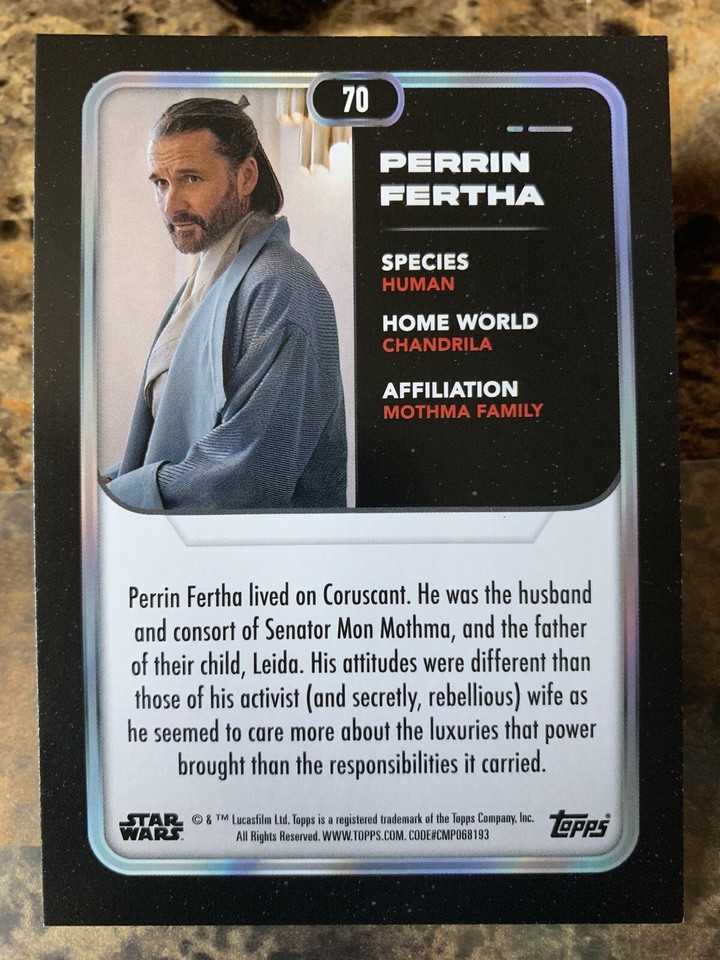 70
PERRIN
FERTHA
SPECIES
HUMAN
HOME WORLD
CHANDRILA
AFFILIATION
MOTHMA FAMILY
Perrin Fertha lived on Coruscant. He was the husband
and consort of Senator Mon Mothma, and the father
of their child, Leida. His attitudes were different than
those of his activist (and secretly, rebellious) wife as
he seemed to care more about the luxuries that power
brought than the responsibilities it carried.
STAR
WARS
© & ™ Lucasfilm Ltd. Topps is a registered trademark of the Topps Company, Inc.
All Rights Reserved. WWW.TOPPS.COM. CODE#CMP068193
topps®